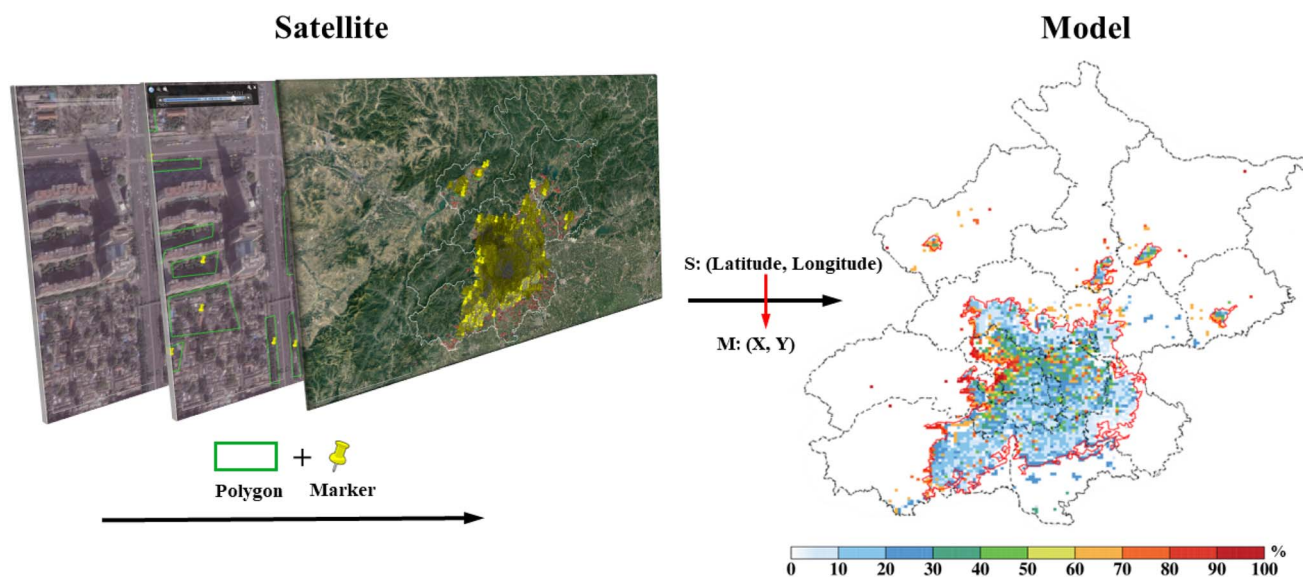 Satellite
Model
S: (Latitude, Longitude)
M: (X, Y)
+
Polygon Marker
%
0 10 20 30 40 50 60 70 80 90 100